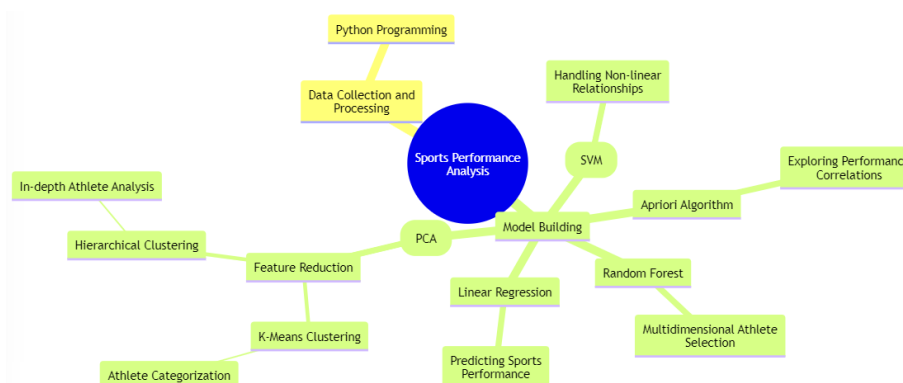 Python Programming
Data Collection and
Processing
Handling Non-linear
Relationships
Sports Performance
Analysis
SVM
Exploring Performanc
Correlations
In-depth Athlete Analysis
Apriori Algorithm
Model Building
PCA
Hierarchical Clustering
Feature Reduction
Random Forest
Linear Regression
K-Means Clustering
Multidimensional Athlete
Selection
Athlete Categorization
Predicting Sports
Performance